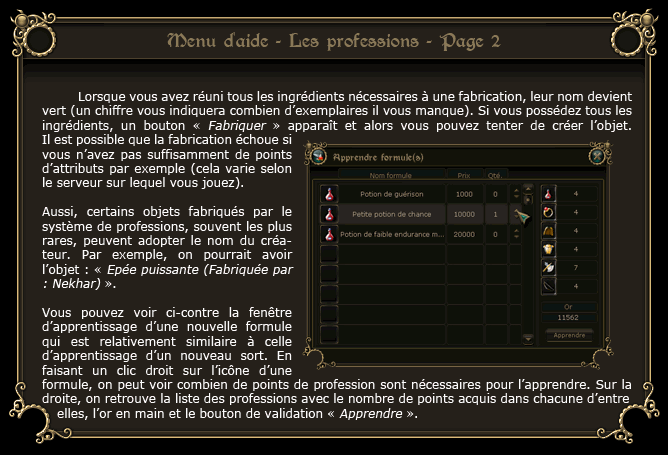 Menu d'aide - Les professions - Page 2
Lorsque vous avez réuni tous les ingrédients nécessaires à une fabrication, leur nom devient
vert (un chiffre vous indiquera combien d'exemplaires il vous manque). Si vous possédez tous les
ingrédients, un bouton « Fabriquer » apparaît et alors vous pouvez tenter de créer l'objet.
Il est possible que la fabrication échoue si
vous n'avez pas suffisamment de points
d'attributs par exemple (cela varie selon
le serveur sur lequel vous jouez).
Aussi, certains objets fabriqués par le
système de professions, souvent les plus
rares, peuvent adopter le nom du créa-
teur. Par exemple, on pourrait avoir
l'objet : « Epée puissante (Fabriquée par
: Nekhar) ».
Vous pouvez voir ci-contre la fenêtre
d'apprentissage d'une nouvelle formule
qui est relativement similaire à celle
d'apprentissage d'un nouveau sort. En
faisant un clic droit sur l'icône d'une
formule, on peut voir combien de points de profession sont nécessaires pour l'apprendre. Sur la
droite, on retrouve la liste des professions avec le nombre de points acquis dans chacune d'entre
elles, l'or en main et le bouton de validation « Apprendre ».
Apprendre formule(s)
Nom formule Prix Qté.
Potion de guérison 1000 0
Petite potion de chance 10000 1
Potion de faible endurance m... 20000 0
4
4
4
4
7
4
Or
11562
Apprendre